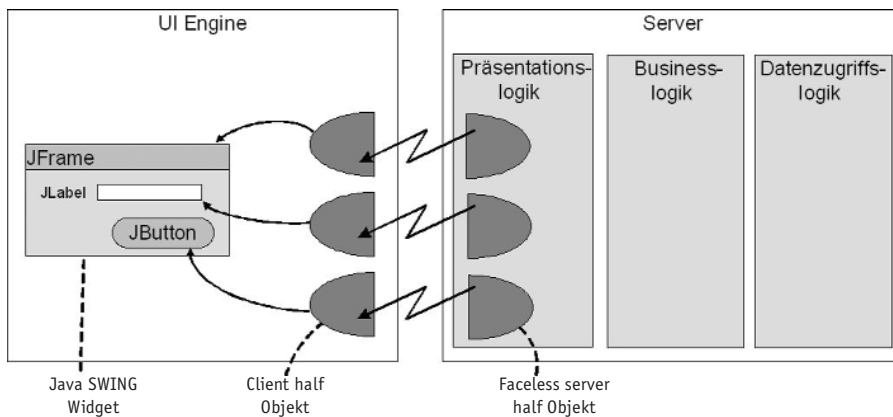 UI Engine
Server
Präsentations-
logik
Business-
logik
Datenzugriffs-
logik
JFrame
JLabel
JButton
Java SWING
Widget
Client half
Objekt
Faceless server
half Objekt